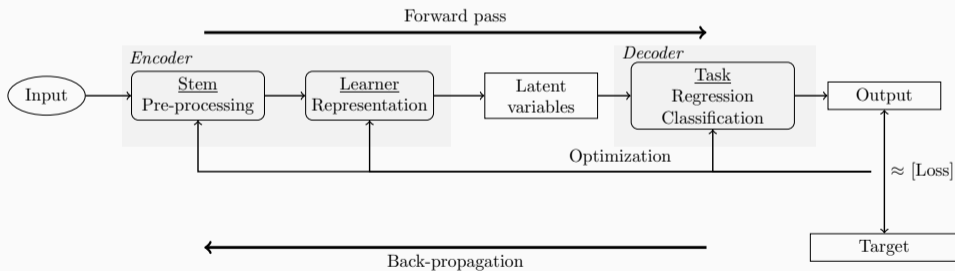 Forward pass
Encoder
Decoder
Input
Stem
Pre-processing
Learner
Representation
Latent
variables
Task
Regression
Classification
Output
Optimization
≈ [Loss]
Target
Back-propagation